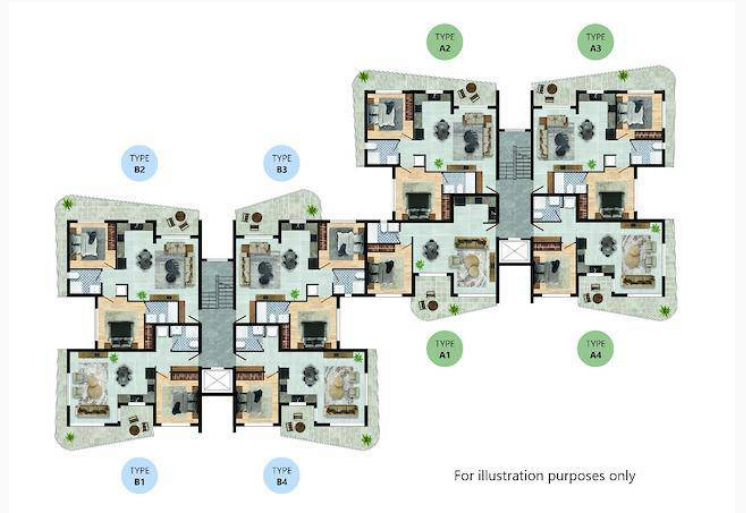 TYPE
A2
TYPE
A3
TYPE
B2
TYPE
B3
TYPE
A1
TYPE
A4
TYPE
B1
TYPE
B4
For illustration purposes only